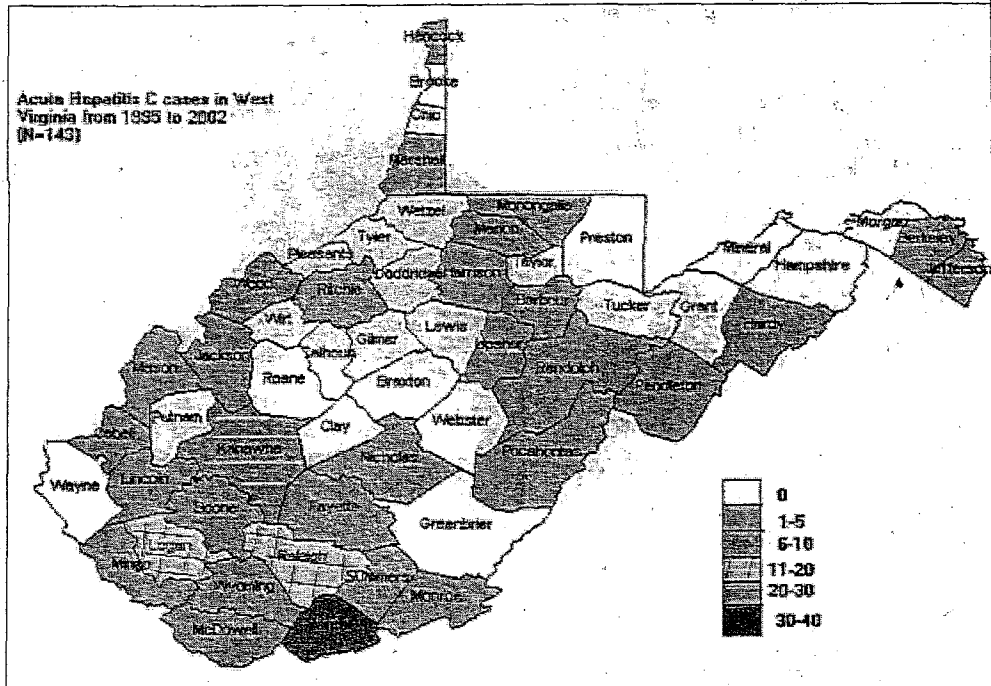 Hancock
Brooke
Acute Hepatitis C cases in West
Virginia from 1995 to 2002
(N=143)
Ohio
Marshall
Wetzel
Monongalia
Marion
Preston
Tyler
Pleasants
Taylor
Morgan
Berkeley
Mineral
Hampshire
Jefferson
Wood
Ritchie
Doddridge
Harrison
Barbour
Tucker
Grant
Hardy
Wirt
Calhoun
Gilmer
Lewis
Upshur
Randolph
Pendleton
Mason
Jackson
Roane
Braxton
Putnam
Clay
Webster
Cabell
Kanawha
Nicholas
Pocahontas
Wayne
Lincoln
Boone
Fayette
Greenbrier
Mingo
Logan
Raleigh
Summers
Wyoming
Monroe
McDowell
0
1-5
6-10
11-20
20-30
30-40